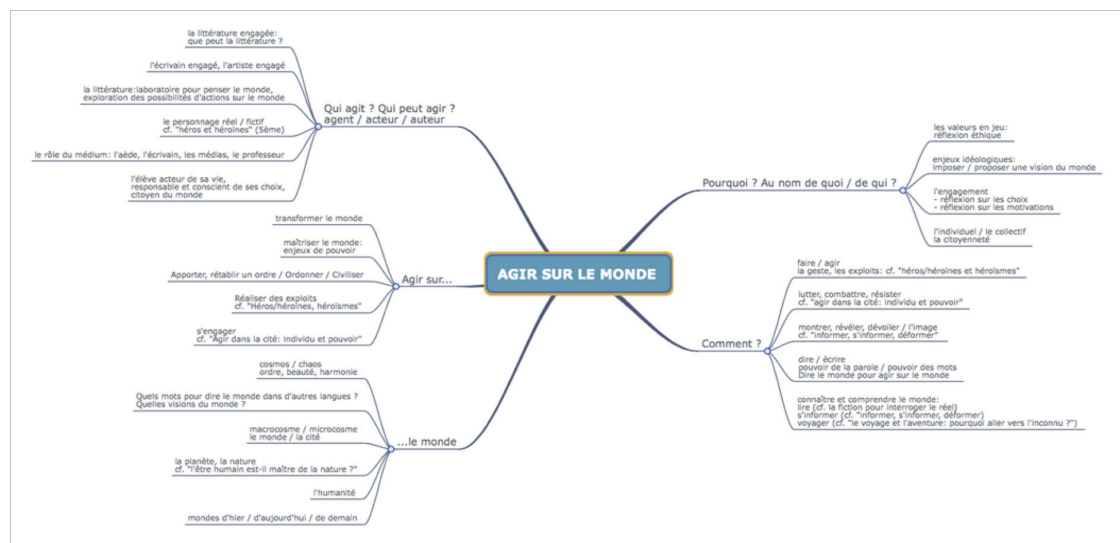 la littérature engagée:
que peut la littérature ?
l'écrivain engagé, l'artiste engagé
la littérature:laboratoire pour penser le monde,
exploration des possibilités d'actions sur le monde
le personnage réel / fictif
cf. "héros et héroïnes" (5ème)
le rôle du médium: l'aède, l'écrivain, les médias, le professeur
l'élève acteur de sa vie,
responsable et conscient de ses choix,
citoyen du monde
Qui agit ? Qui peut agir ?
agent / acteur / auteur
transformer le monde
maîtriser le monde:
enjeux de pouvoir
Apporter, rétablir un ordre / Ordonner / Civiliser
Réaliser des exploits
cf. "Héros/héroïnes, héroïsmes"
s'engager
cf. "Agir dans la cité: individu et pouvoir"
Agir sur...
cosmos / chaos
ordre, beauté, harmonie
Quels mots pour dire le monde dans d'autres langues ?
Quelles visions du monde ?
macrocosme / microcosme
le monde / la cité
la planète, la nature
cf. "l'être humain est-il maître de la nature ?"
l'humanité
mondes d'hier / d'aujourd'hui / de demain
...le monde
AGIR SUR LE MONDE
Pourquoi ? Au nom de quoi / de qui ?
les valeurs en jeu:
réflexion éthique
enjeux idéologiques:
imposer / proposer une vision du monde
l'engagement
- réflexion sur les choix
- réflexion sur les motivations
l'individuel / le collectif
la citoyenneté
Comment ?
faire / agir
la geste, les exploits: cf. "héros/héroïnes et héroïsmes"
lutter, combattre, résister
cf. "agir dans la cité: individu et pouvoir"
montrer, révéler, dévoiler / l'image
cf. "informer, s'informer, déformer"
dire / écrire
pouvoir de la parole / pouvoir des mots
Dire le monde pour agir sur le monde
connaître et comprendre le monde:
lire (cf. la fiction pour interroger le réel)
s'informer (cf. "informer, s'informer, déformer)
voyager (cf. "le voyage et l'aventure: pourquoi aller vers l'inconnu ?")